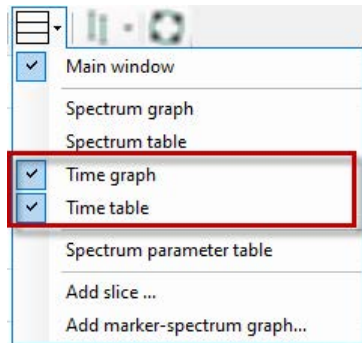 Main window
Spectrum graph
Spectrum table
Time graph
Time table
Spectrum parameter table
Add slice ...
Add marker-spectrum graph...